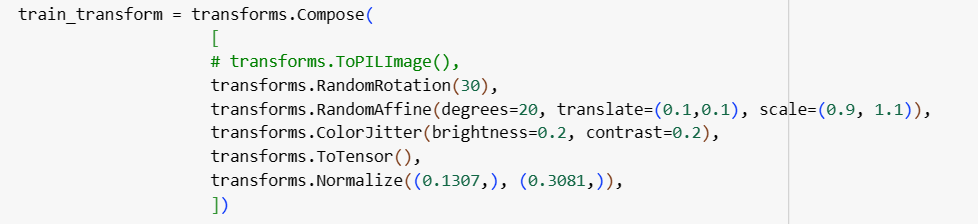 train_transform = transforms.Compose(
[
# transforms.ToPILImage(),
transforms.RandomRotation(30),
transforms.RandomAffine(degrees=20, translate=(0.1,0.1), scale=(0.9, 1.1)),
transforms.ColorJitter(brightness=0.2, contrast=0.2),
transforms.ToTensor(),
transforms.Normalize((0.1307,), (0.3081,)),
])